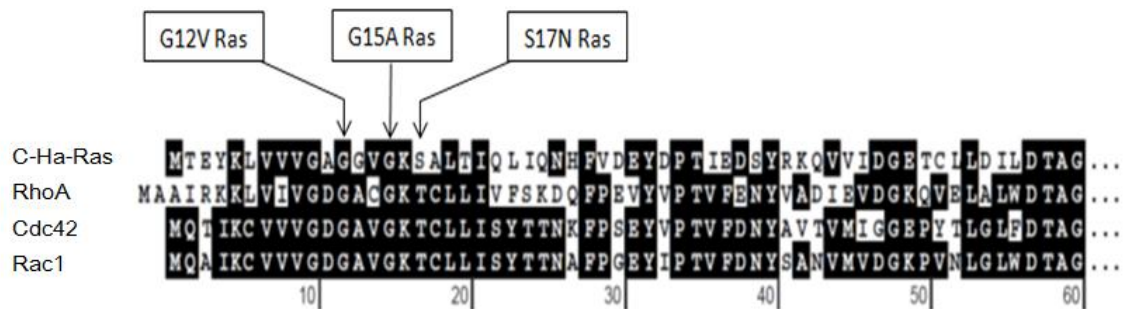 G12V Ras G15A Ras S17N Ras
C-Ha-Ras MTEYKLVVVGAGGVGKSALTIQLIQNHFVDEYDPTIEDSYRKQVVIDGETCLLDILDTAG...
RhoA MAAIRKKLVIVGDGACGKTCLLIVFSKDQFPEVYVPTVFENYVADIEVDGKQVELALWDTAG...
Cdc42 MQTIKCVVVGDGAVGKTCLLISYTTNKFPSEYVPTVFDNYAVTVMIGGEPYTLGLFDTAG...
Rac1 MQAIKCVVVGDGAVGKTCLLISYTTNAFPGEYIPTVFDNYSANVMVDGKPVNLGLWDTAG...
10 20 30 40 50 60